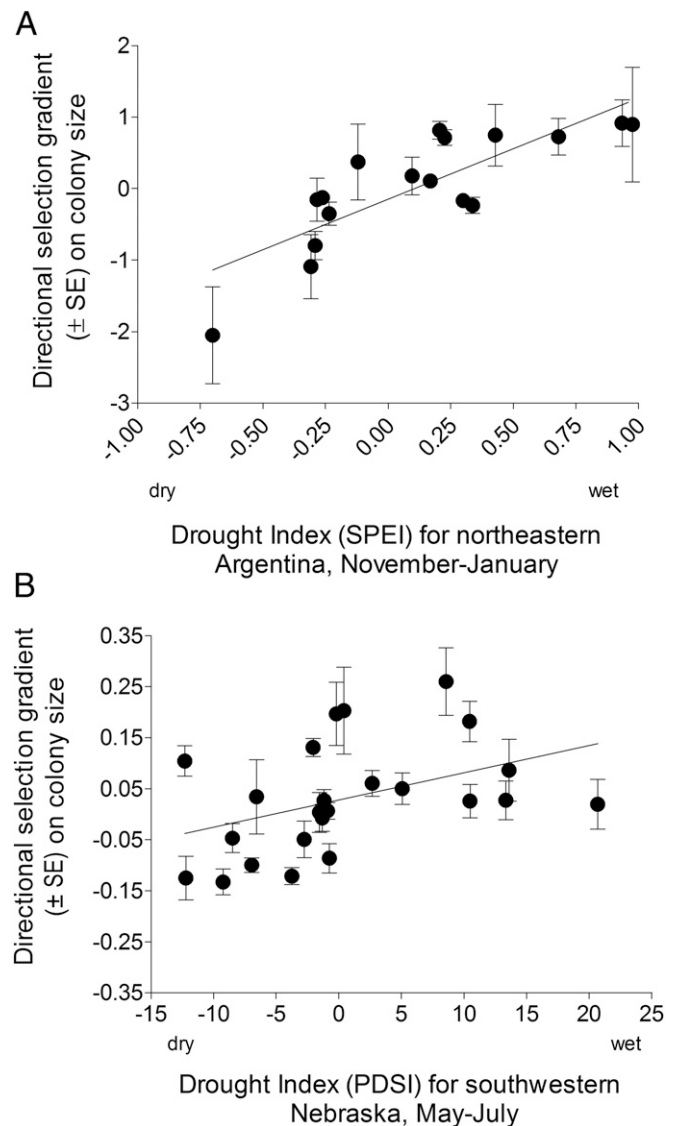 A
Directional selection gradient
(± SE) on colony size
2
1
0
-1
-2
-3
-1.00
-0.75
-0.50
-0.25
0.00
0.25
0.50
0.75
1.00
dry
wet
Drought Index (SPEI) for northeastern
Argentina, November-January
B
Directional selection gradient
(± SE) on colony size
0.35
0.25
0.15
0.05
-0.05
-0.15
-0.25
-0.35
-15
-10
-5
0
5
10
15
20
25
dry
wet
Drought Index (PDSI) for southwestern
Nebraska, May-July